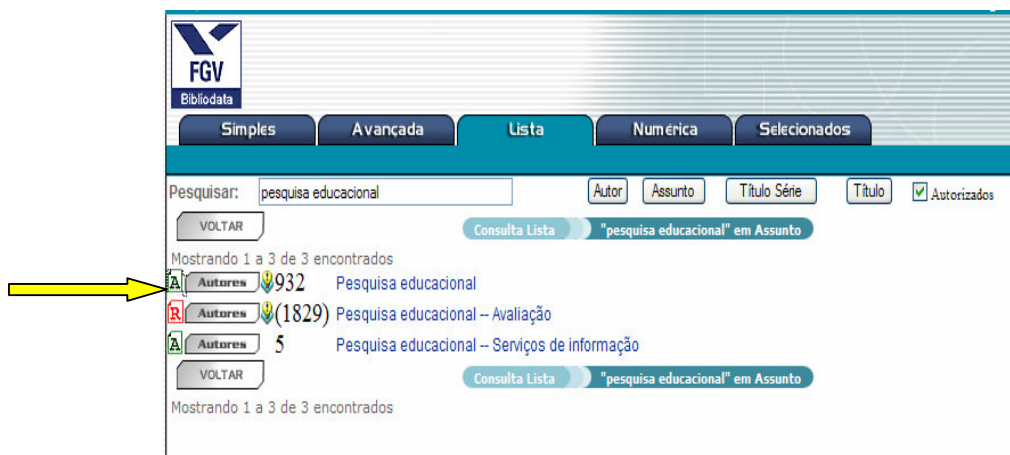 FGV
Bibliodata
Simples Avançada Lista Numérica Selecionados
Pesquisar: pesquisa educacional Autor Assunto Título Série Título Autorizados
VOLTAR Consulta Lista "pesquisa educacional" em Assunto
Mostrando 1 a 3 de 3 encontrados
A Autores 932 Pesquisa educacional
R Autores (1829) Pesquisa educacional -- Avaliação
A Autores 5 Pesquisa educacional -- Serviços de informação
VOLTAR Consulta Lista "pesquisa educacional" em Assunto
Mostrando 1 a 3 de 3 encontrados